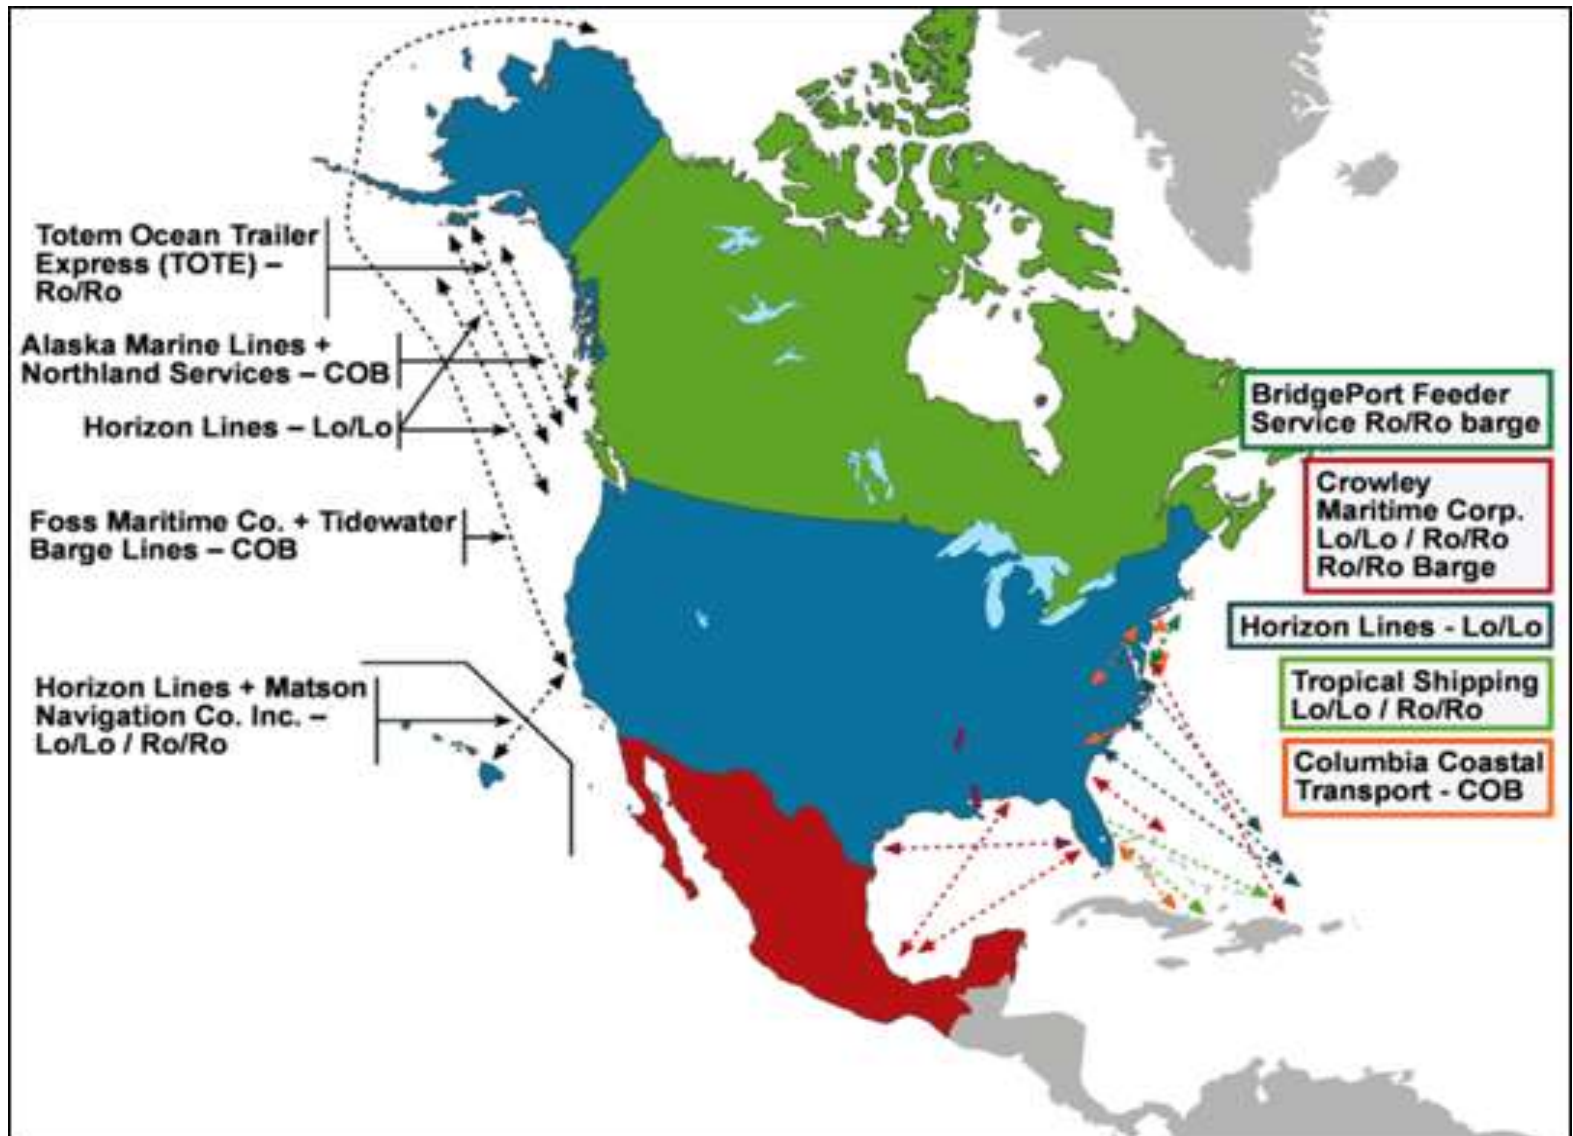 Totem Ocean Trailer
Express (TOTE) –
Ro/Ro
Alaska Marine Lines +
Northland Services – COB
Horizon Lines – Lo/Lo
Foss Maritime Co. + Tidewater
Barge Lines – COB
Horizon Lines + Matson
Navigation Co. Inc. –
Lo/Lo / Ro/Ro
BridgePort Feeder
Service Ro/Ro barge
Crowley
Maritime Corp.
Lo/Lo / Ro/Ro
Ro/Ro Barge
Horizon Lines - Lo/Lo
Tropical Shipping
Lo/Lo / Ro/Ro
Columbia Coastal
Transport - COB